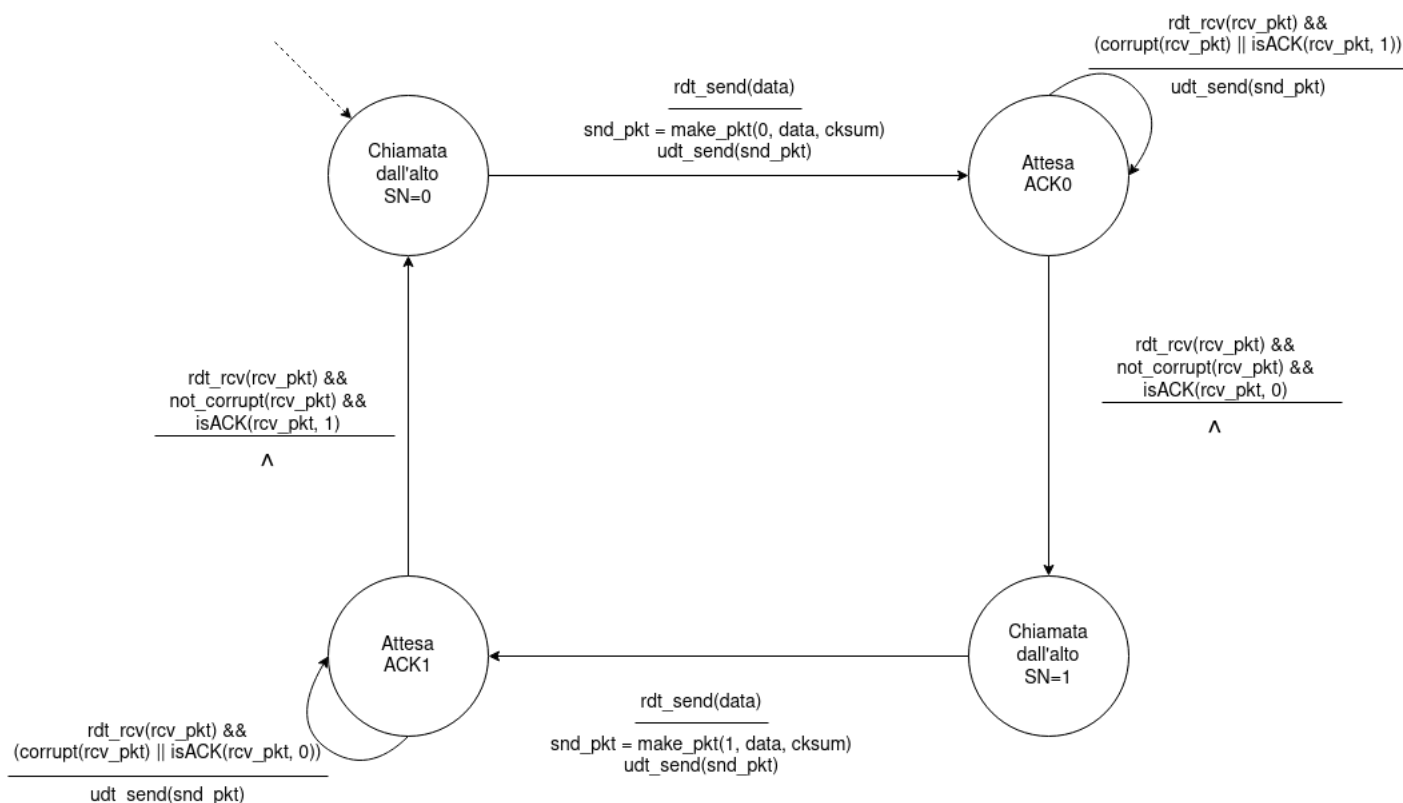 rdt_rcv(rcv_pkt) &&
(corrupt(rcv_pkt) || isACK(rcv_pkt, 1))
udt_send(snd_pkt)
rdt_send(data)
snd_pkt = make_pkt(0, data, cksum)
udt_send(snd_pkt)
Chiamata
dall'alto
SN=0
Attesa
ACK0
rdt_rcv(rcv_pkt) &&
not_corrupt(rcv_pkt) &&
isACK(rcv_pkt, 0)
Λ
rdt_rcv(rcv_pkt) &&
not_corrupt(rcv_pkt) &&
isACK(rcv_pkt, 1)
Λ
Attesa
ACK1
Chiamata
dall'alto
SN=1
rdt_send(data)
snd_pkt = make_pkt(1, data, cksum)
udt_send(snd_pkt)
rdt_rcv(rcv_pkt) &&
(corrupt(rcv_pkt) || isACK(rcv_pkt, 0))
udt_send(snd_pkt)